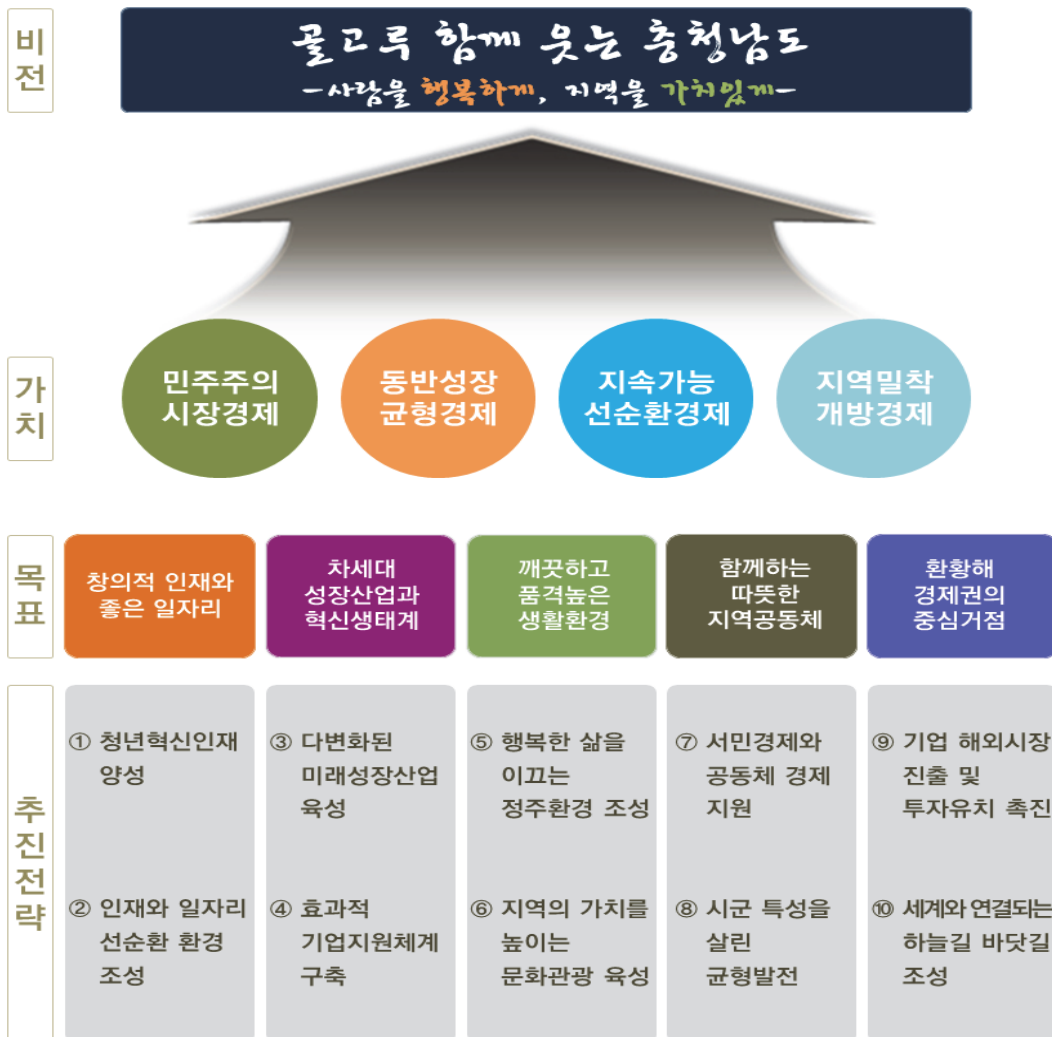 비전
골고루 함께 웃는 충청남도
-사람을 행복하게, 지역을 가치있게-
가치
민주주의
시장경제
동반성장
균형경제
지속가능
선순환경제
지역밀착
개방경제
목표
창의적 인재와
좋은 일자리
차세대
성장산업과
혁신생태계
깨끗하고
품격높은
생활환경
함께하는
따뜻한
지역공동체
환황해
경제권의
중심거점
추진전략
① 청년혁신인재
양성
② 인재와 일자리
선순환 환경
조성
③ 다변화된
미래성장산업
육성
④ 효과적
기업지원체계
구축
⑤ 행복한 삶을
이끄는
정주환경 조성
⑥ 지역의 가치를
높이는
문화관광 육성
⑦ 서민경제와
공동체 경제
지원
⑧ 시군 특성을
살린
균형발전
⑨ 기업 해외시장
진출 및
투자유치 촉진
⑩ 세계와 연결되는
하늘길 바닷길
조성